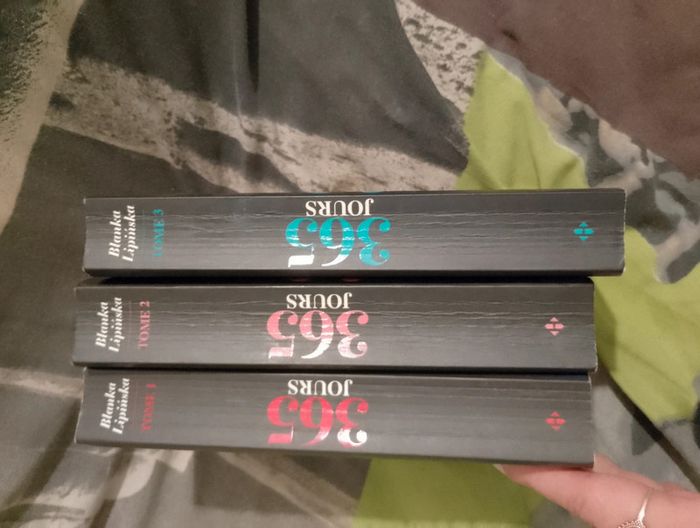 Blanka
Lipińska
TOME 3
365
JOURS
Blanka
Lipińska
TOME 2
365
JOURS
Blanka
Lipińska
TOME 1
365
JOURS